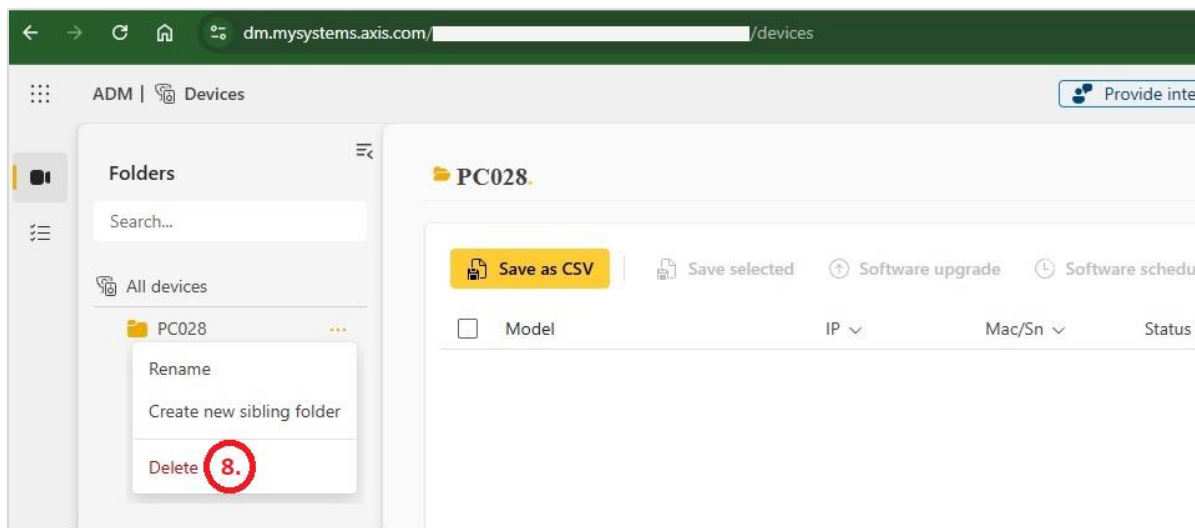 dm.mysystems.axis.com/ /devices
ADM | Devices
Provide inte
Folders
Search...
All devices
PC028 ...
Rename
Create new sibling folder
Delete 8.
PC028.
Save as CSV Save selected Software upgrade Software schedu
Model IP Mac/Sn Status